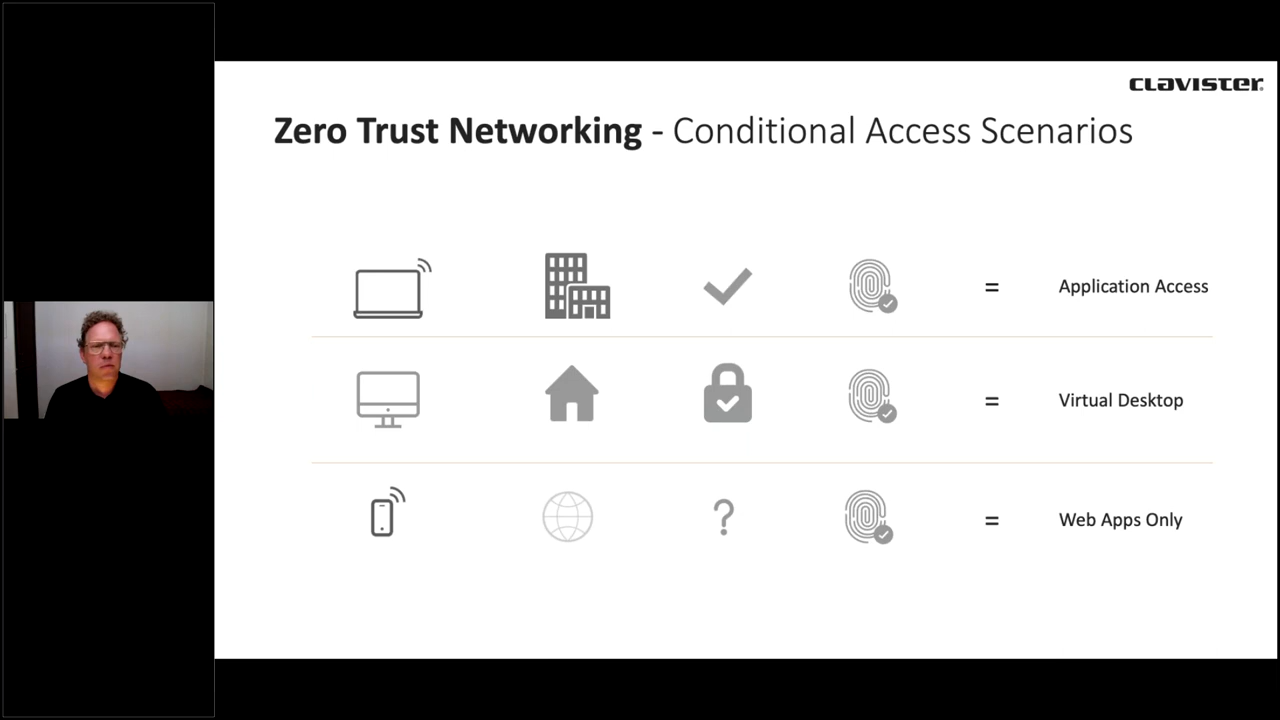 CLAVISTER
Zero Trust Networking - Conditional Access Scenarios
= Application Access
= Virtual Desktop
? = Web Apps Only